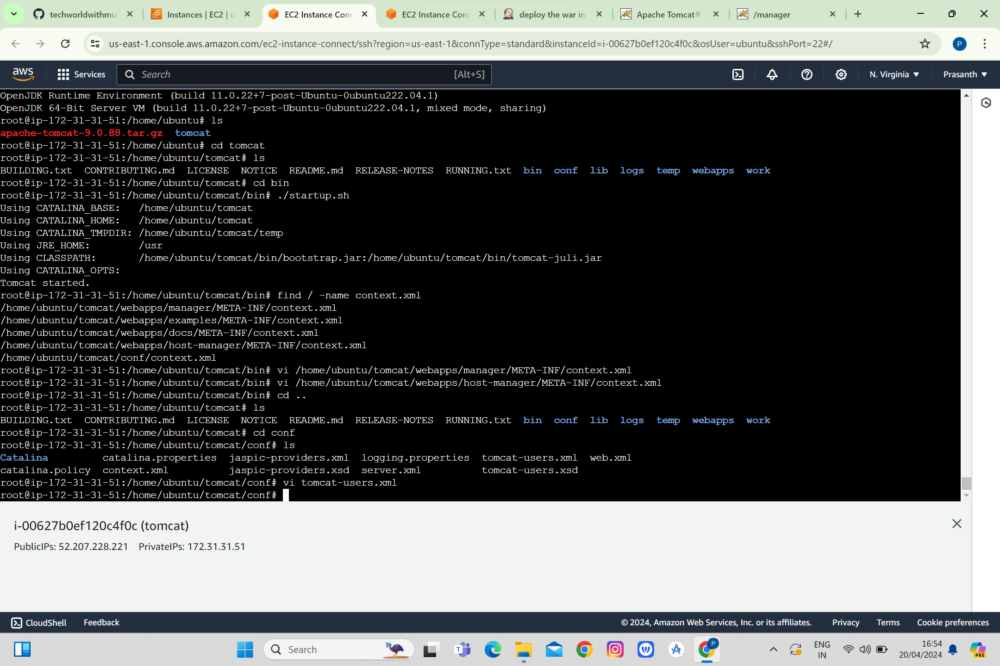 techworldwithmu
Instances | EC2 | u
EC2 Instance Conn
EC2 Instance Conn
deploy the war in
Apache Tomcat®
/manager
us-east-1.console.aws.amazon.com/ec2-instance-connect/ssh?region=us-east-1&connType=standard&instanceId=i-00627b0ef120c4f0c&osUser=ubuntu&sshPort=22#/
P
aws
Services
Search
[Alt+S]
N. Virginia
Prasanth
OpenJDK Runtime Environment (build 11.0.22+7-post-Ubuntu-0ubuntu222.04.1)
OpenJDK 64-Bit Server VM (build 11.0.22+7-post-Ubuntu-0ubuntu222.04.1, mixed mode, sharing)
root@ip-172-31-31-51:/home/ubuntu# ls
apache-tomcat-9.0.88.tar.gz  tomcat
root@ip-172-31-31-51:/home/ubuntu# cd tomcat
root@ip-172-31-31-51:/home/ubuntu/tomcat# ls
BUILDING.txt  CONTRIBUTING.md  LICENSE  NOTICE  README.md  RELEASE-NOTES  RUNNING.txt  bin  conf  lib  logs  temp  webapps  work
root@ip-172-31-31-51:/home/ubuntu/tomcat# cd bin
root@ip-172-31-31-51:/home/ubuntu/tomcat/bin# ./startup.sh
Using CATALINA_BASE:   /home/ubuntu/tomcat
Using CATALINA_HOME:   /home/ubuntu/tomcat
Using CATALINA_TMPDIR: /home/ubuntu/tomcat/temp
Using JRE_HOME:        /usr
Using CLASSPATH:       /home/ubuntu/tomcat/bin/bootstrap.jar:/home/ubuntu/tomcat/bin/tomcat-juli.jar
Using CATALINA_OPTS:
Tomcat started.
root@ip-172-31-31-51:/home/ubuntu/tomcat/bin# find / -name context.xml
/home/ubuntu/tomcat/webapps/manager/META-INF/context.xml
/home/ubuntu/tomcat/webapps/examples/META-INF/context.xml
/home/ubuntu/tomcat/webapps/docs/META-INF/context.xml
/home/ubuntu/tomcat/webapps/host-manager/META-INF/context.xml
/home/ubuntu/tomcat/conf/context.xml
root@ip-172-31-31-51:/home/ubuntu/tomcat/bin# vi /home/ubuntu/tomcat/webapps/manager/META-INF/context.xml
root@ip-172-31-31-51:/home/ubuntu/tomcat/bin# vi /home/ubuntu/tomcat/webapps/host-manager/META-INF/context.xml
root@ip-172-31-31-51:/home/ubuntu/tomcat/bin# cd ..
root@ip-172-31-31-51:/home/ubuntu/tomcat# ls
BUILDING.txt  CONTRIBUTING.md  LICENSE  NOTICE  README.md  RELEASE-NOTES  RUNNING.txt  bin  conf  lib  logs  temp  webapps  work
root@ip-172-31-31-51:/home/ubuntu/tomcat# cd conf
root@ip-172-31-31-51:/home/ubuntu/tomcat/conf# ls
Catalina         catalina.properties  jaspic-providers.xml  logging.properties  tomcat-users.xml  web.xml
catalina.policy  context.xml          jaspic-providers.xsd  server.xml          tomcat-users.xsd
root@ip-172-31-31-51:/home/ubuntu/tomcat/conf# vi tomcat-users.xml
root@ip-172-31-31-51:/home/ubuntu/tomcat/conf#
i-00627b0ef120c4f0c (tomcat)
PublicIPs: 52.207.228.221    PrivateIPs: 172.31.31.51
CloudShell
Feedback
© 2024, Amazon Web Services, Inc. or its affiliates.
Privacy
Terms
Cookie preferences
Search
T
P
ENG
IN
16:54
20/04/2024
PRE